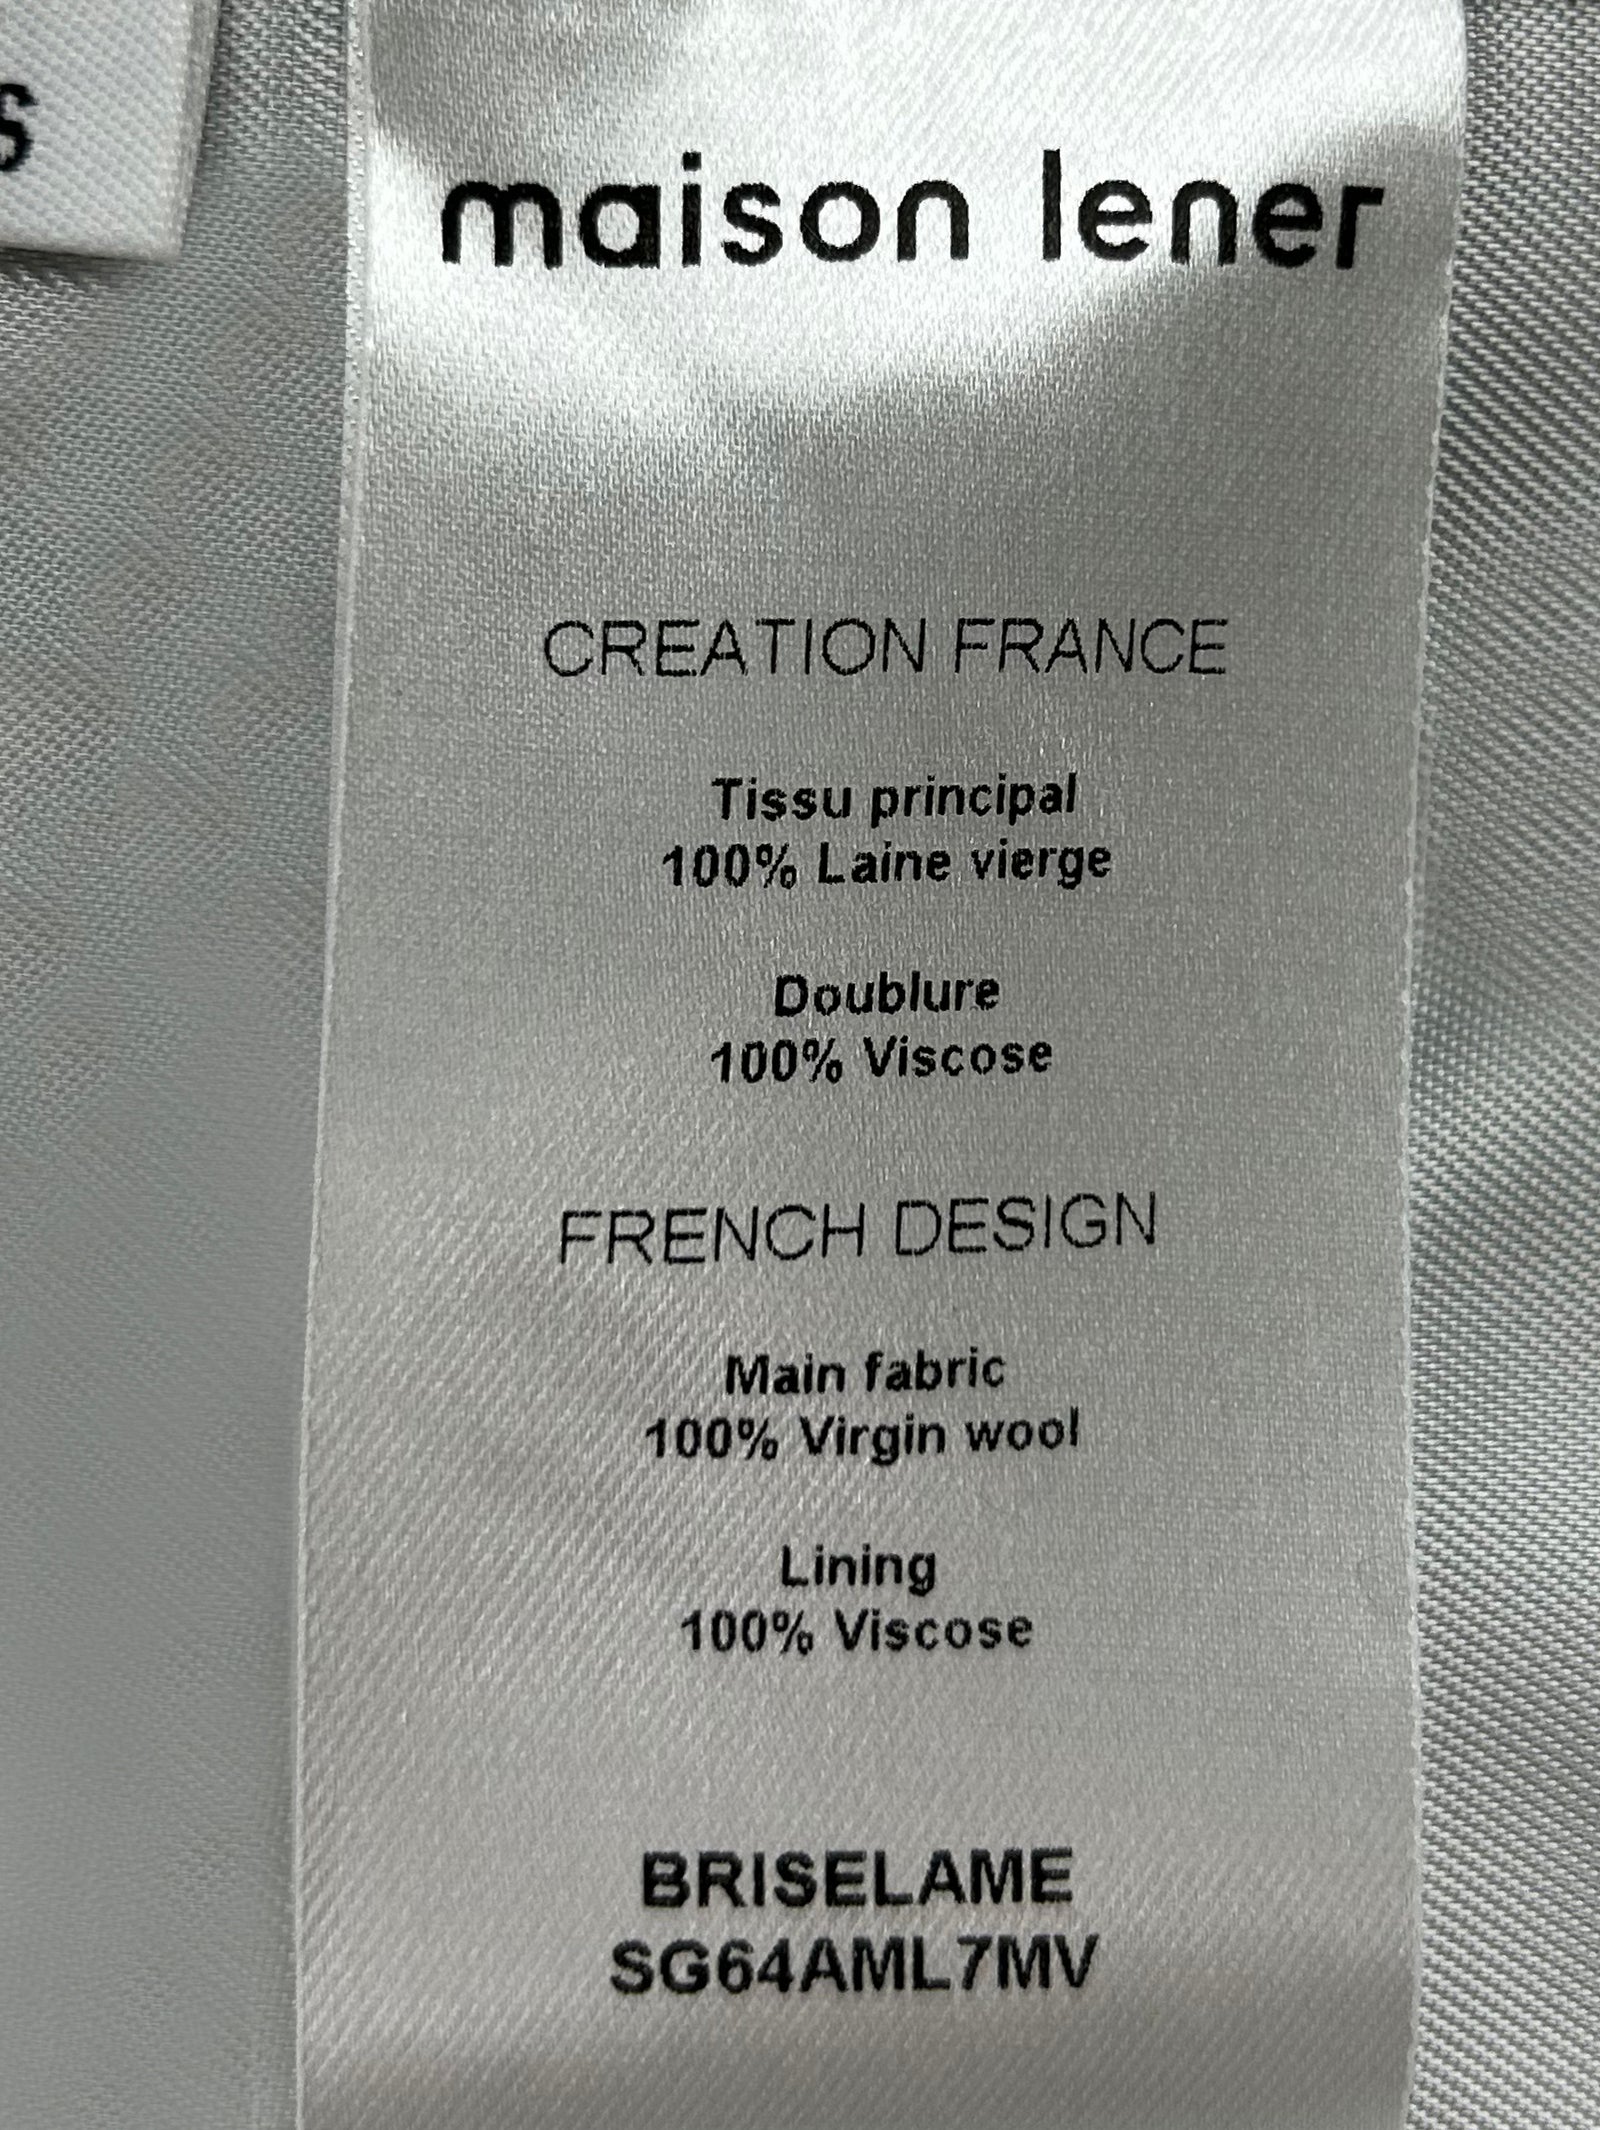 S
maison lener
CREATION FRANCE
Tissu principal
100% Laine vierge
Doublure
100% Viscose
FRENCH DESIGN
Main fabric
100% Virgin wool
Lining
100% Viscose
BRISELAME
SG64AML7MV